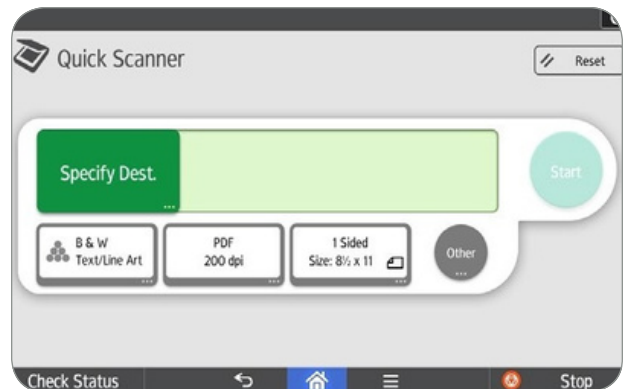 Quick Scanner
Reset
Specify Dest.
Start
B & W
Text/Line Art
PDF
200 dpi
1 Sided
Size: 8½ x 11
Other
Check Status
Stop